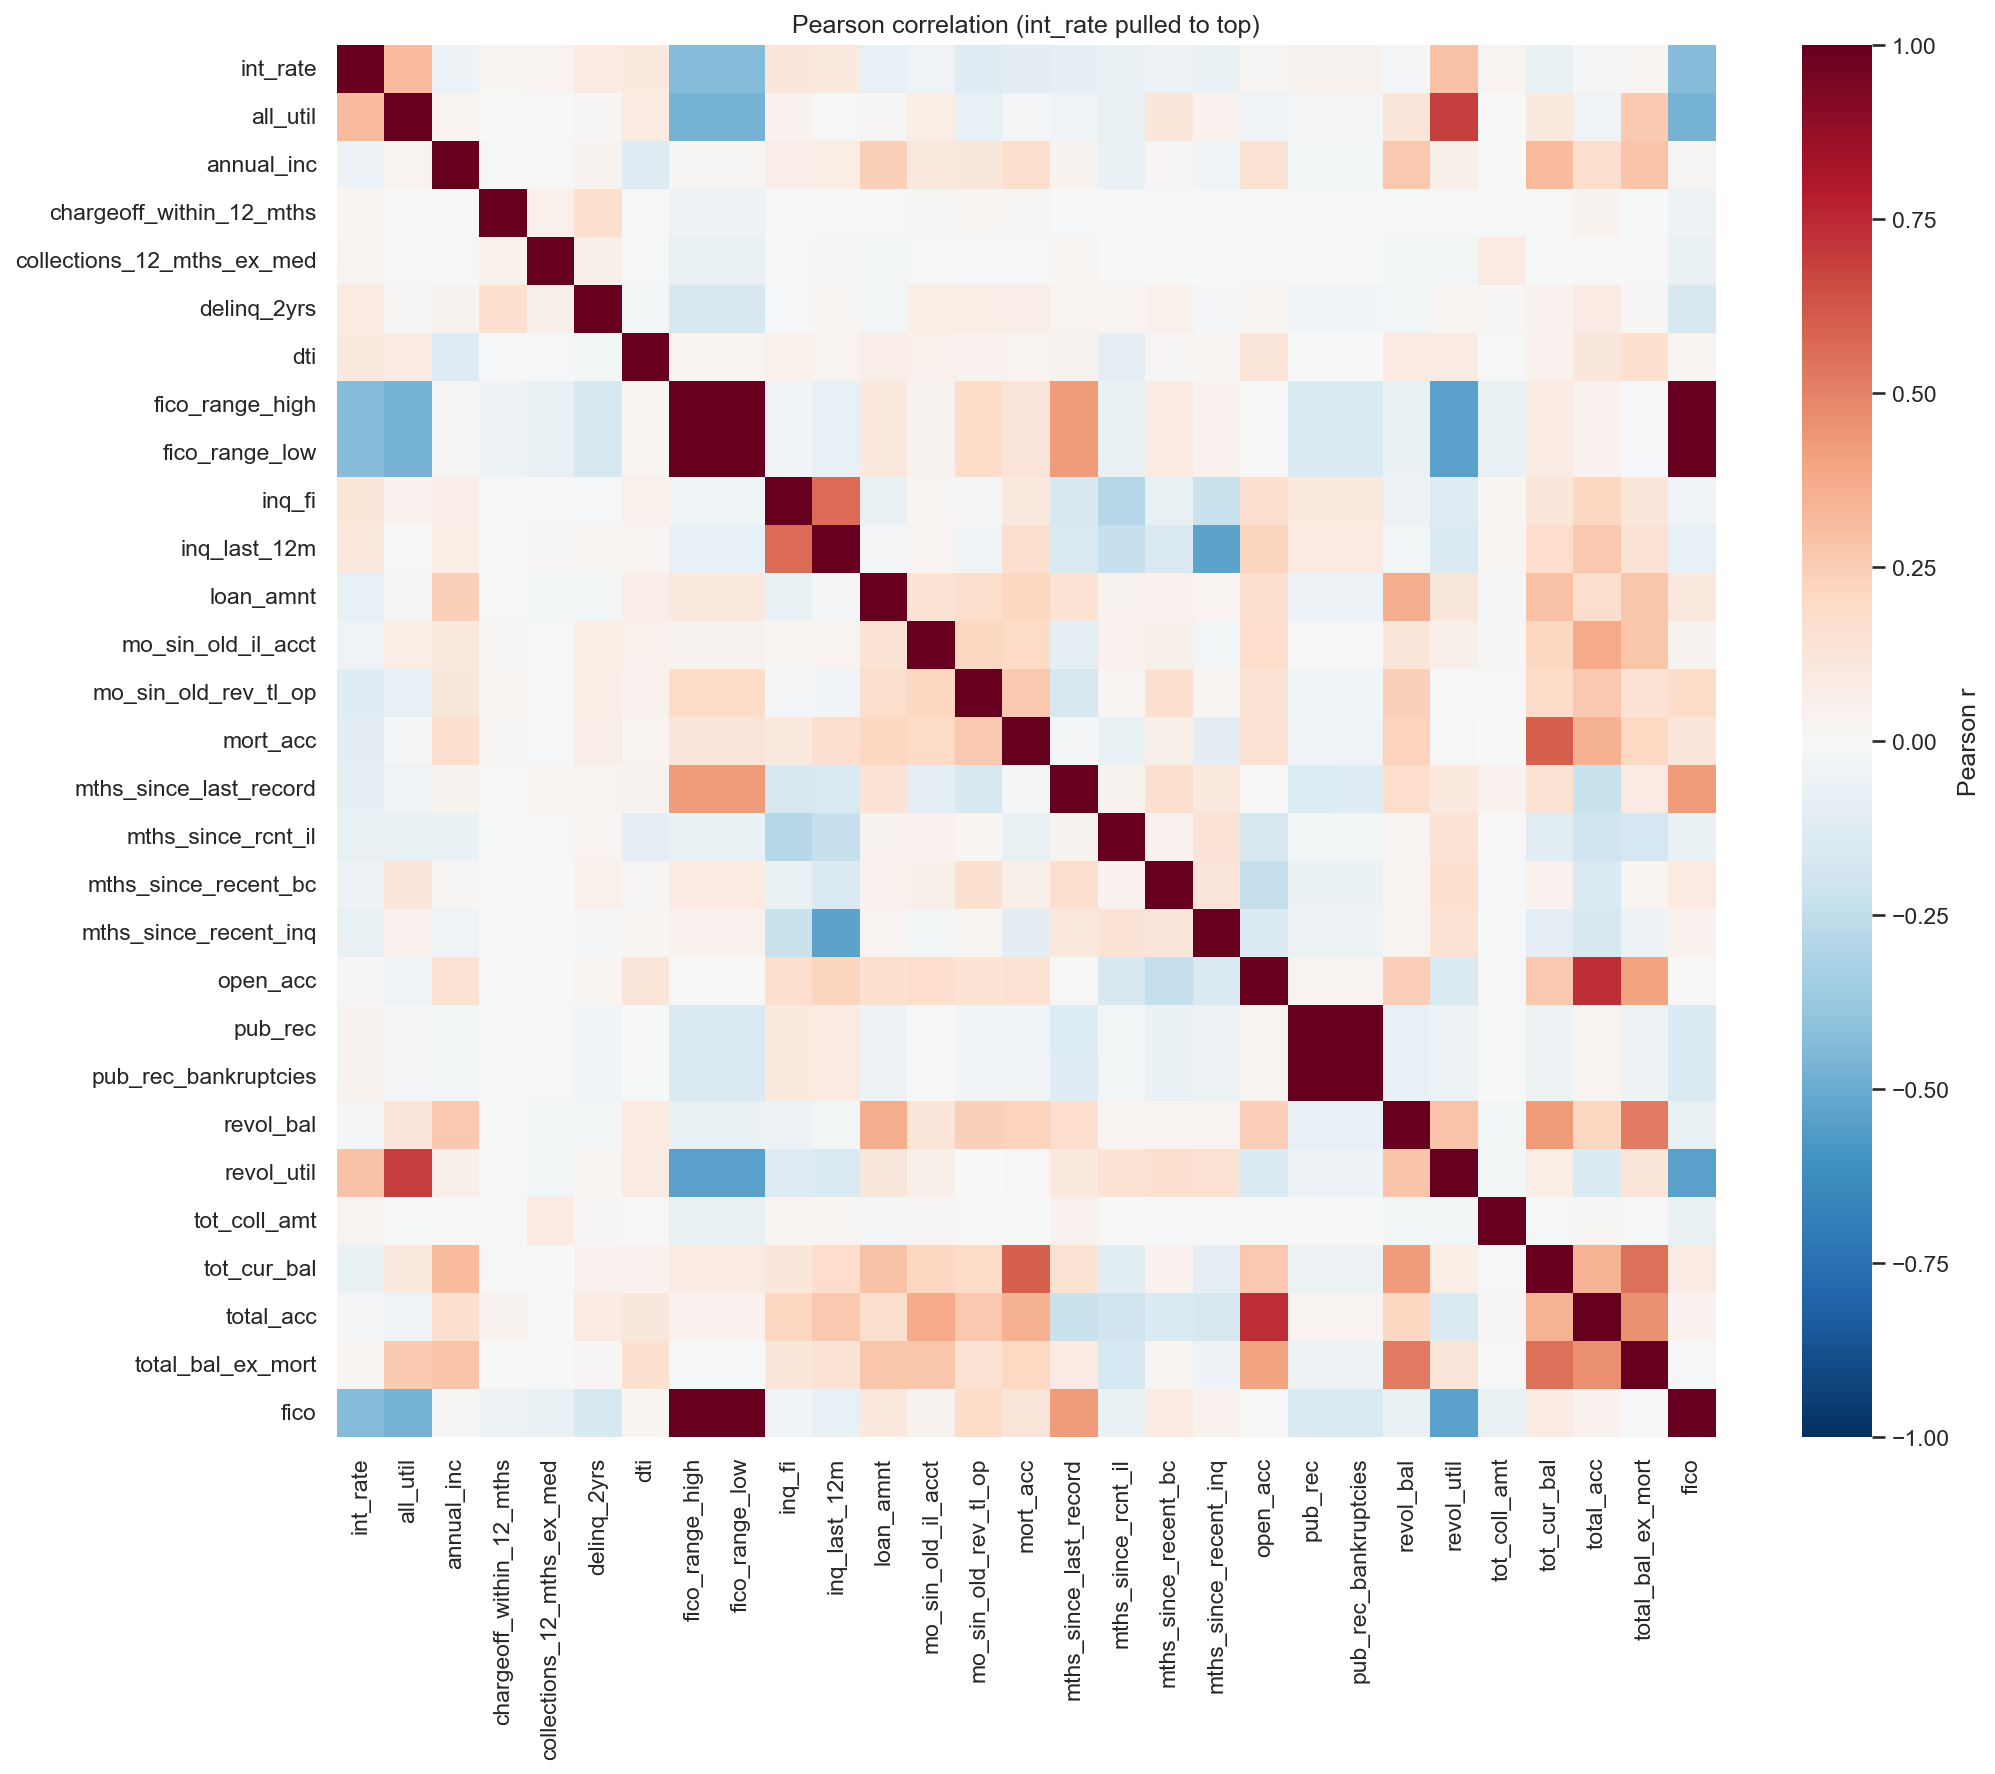 Pearson correlation (int_rate pulled to top)
int_rate
all_util
annual_inc
chargeoff_within_12_mths
collections_12_mths_ex_med
delinq_2yrs
dti
fico_range_high
fico_range_low
inq_fi
inq_last_12m
loan_amnt
mo_sin_old_il_acct
mo_sin_old_rev_tl_op
mort_acc
mths_since_last_record
mths_since_rcnt_il
mths_since_recent_bc
mths_since_recent_inq
open_acc
pub_rec
pub_rec_bankruptcies
revol_bal
revol_util
tot_coll_amt
tot_cur_bal
total_acc
total_bal_ex_mort
fico
int_rate
all_util
annual_inc
chargeoff_within_12_mths
collections_12_mths_ex_med
delinq_2yrs
dti
fico_range_high
fico_range_low
inq_fi
inq_last_12m
loan_amnt
mo_sin_old_il_acct
mo_sin_old_rev_tl_op
mort_acc
mths_since_last_record
mths_since_rcnt_il
mths_since_recent_bc
mths_since_recent_inq
open_acc
pub_rec
pub_rec_bankruptcies
revol_bal
revol_util
tot_coll_amt
tot_cur_bal
total_acc
total_bal_ex_mort
fico
1.00
0.75
0.50
0.25
0.00
−0.25
−0.50
−0.75
−1.00
Pearson r